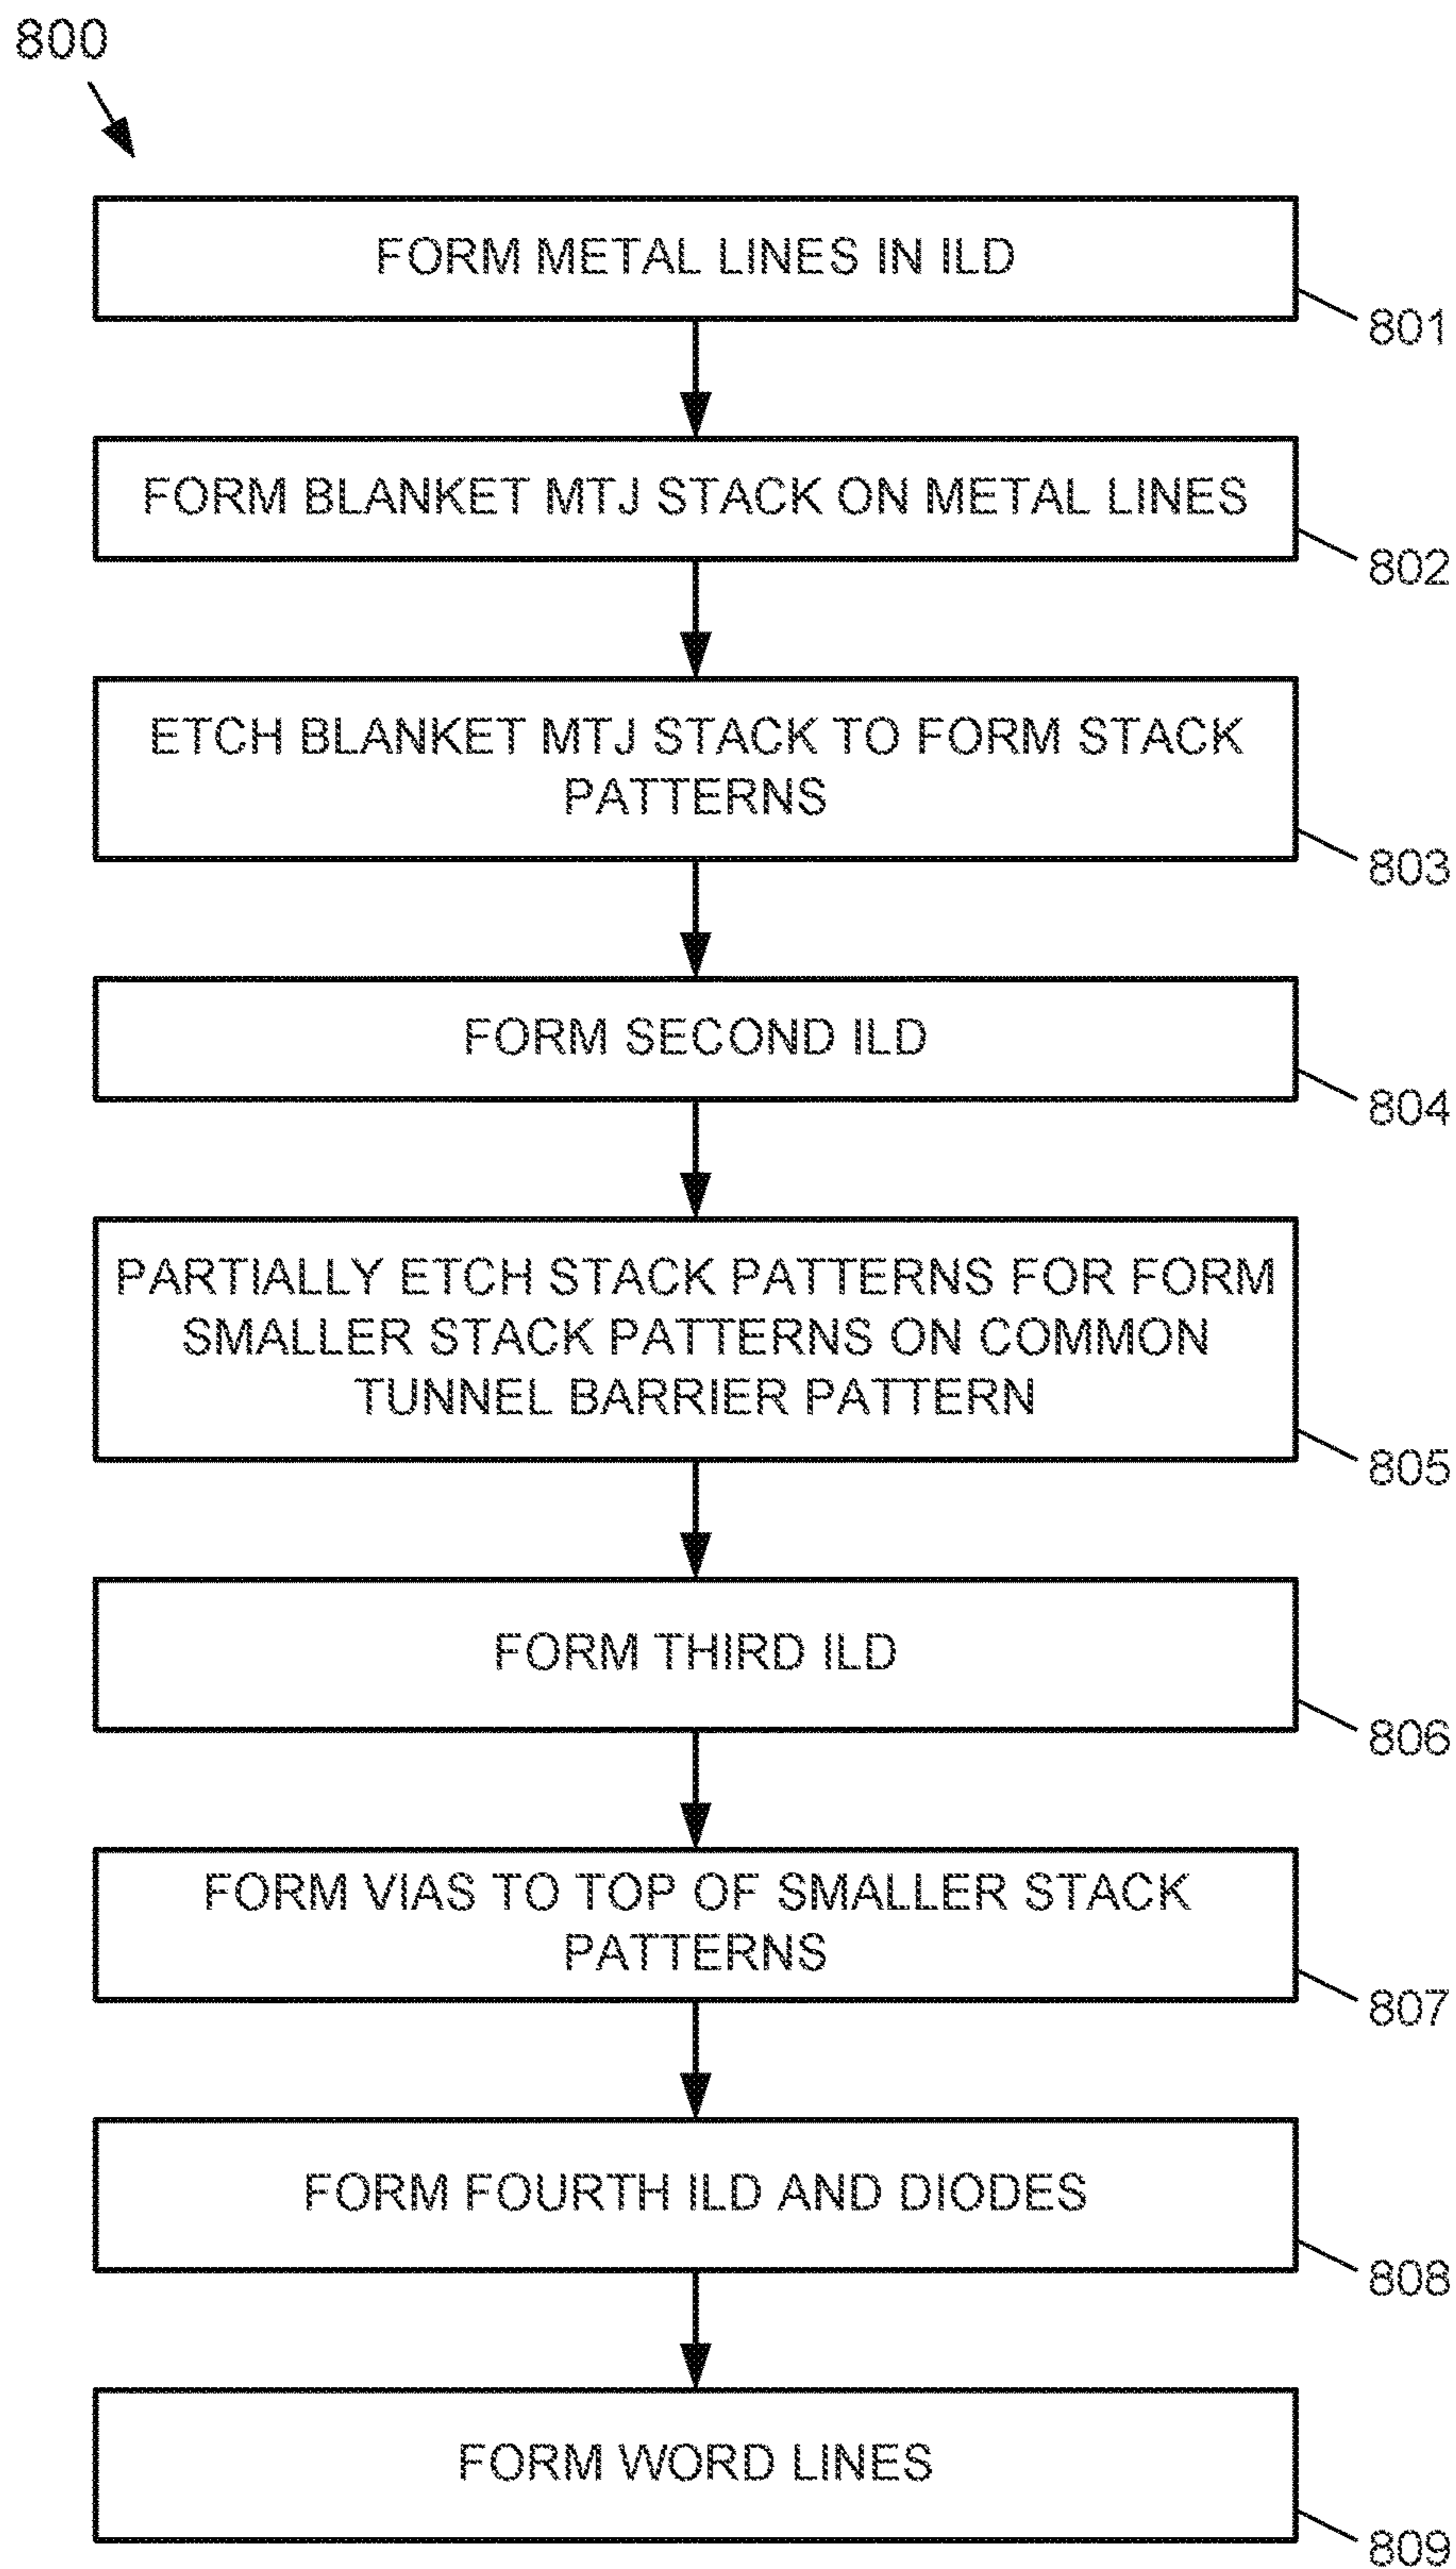 800
FORM METAL LINES IN ILD
801
FORM BLANKET MTJ STACK ON METAL LINES
802
ETCH BLANKET MTJ STACK TO FORM STACK
PATTERNS
803
FORM SECOND ILD
804
PARTIALLY ETCH STACK PATTERNS FOR FORM
SMALLER STACK PATTERNS ON COMMON
TUNNEL BARRIER PATTERN
805
FORM THIRD ILD
806
FORM VIAS TO TOP OF SMALLER STACK
PATTERNS
807
FORM FOURTH ILD AND DIODES
808
FORM WORD LINES
809